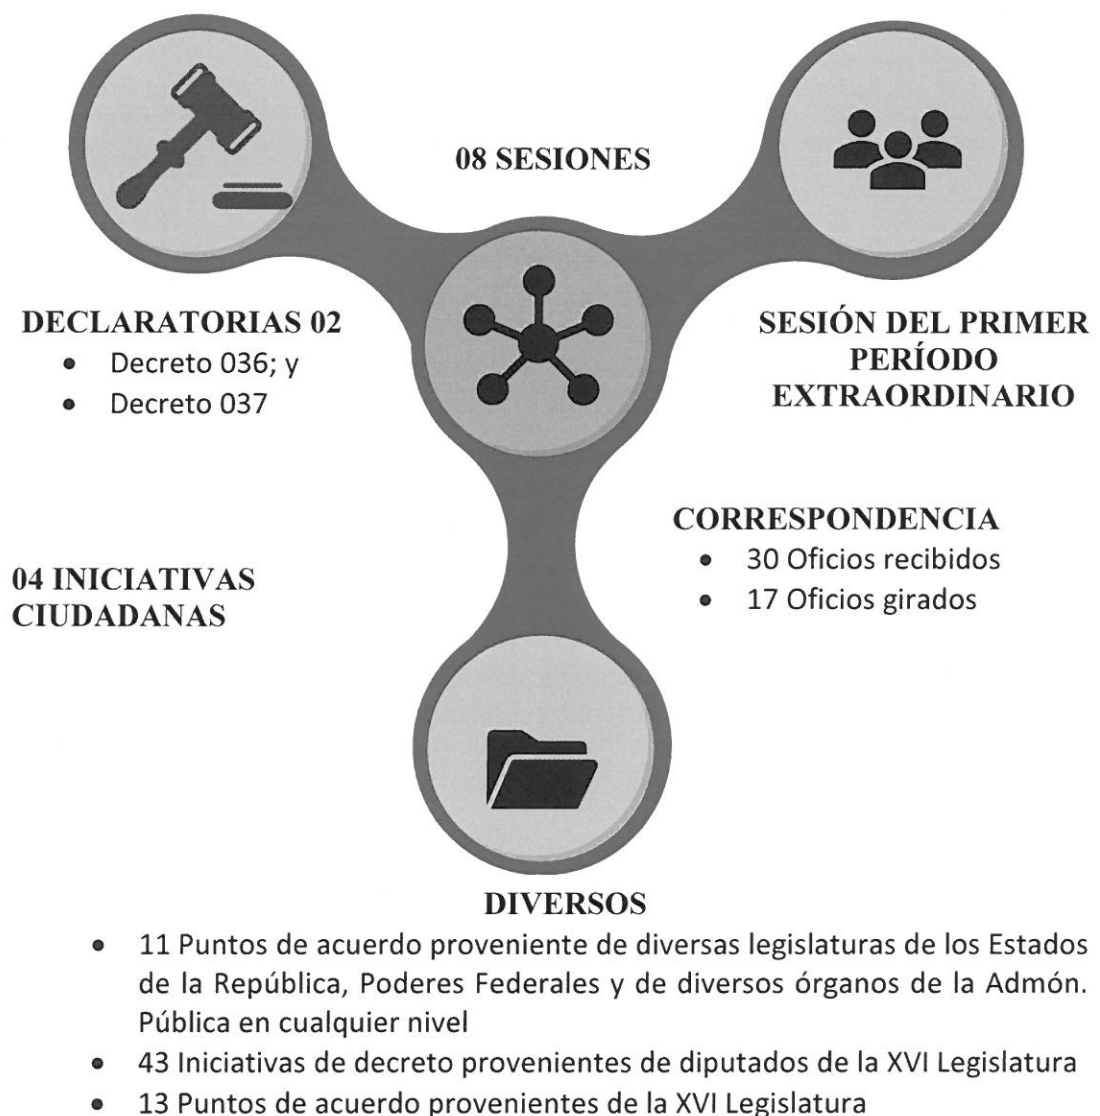 08 SESIONES
DECLARATORIAS 02
• Decreto 036; y
• Decreto 037
SESIÓN DEL PRIMER
PERÍODO
EXTRAORDINARIO
CORRESPONDENCIA
• 30 Oficios recibidos
• 17 Oficios girados
04 INICIATIVAS
CIUDADANAS
DIVERSOS
• 11 Puntos de acuerdo proveniente de diversas legislaturas de los Estados
de la República, Poderes Federales y de diversos órganos de la Admón.
Pública en cualquier nivel
• 43 Iniciativas de decreto provenientes de diputados de la XVI Legislatura
• 13 Puntos de acuerdo provenientes de la XVI Legislatura